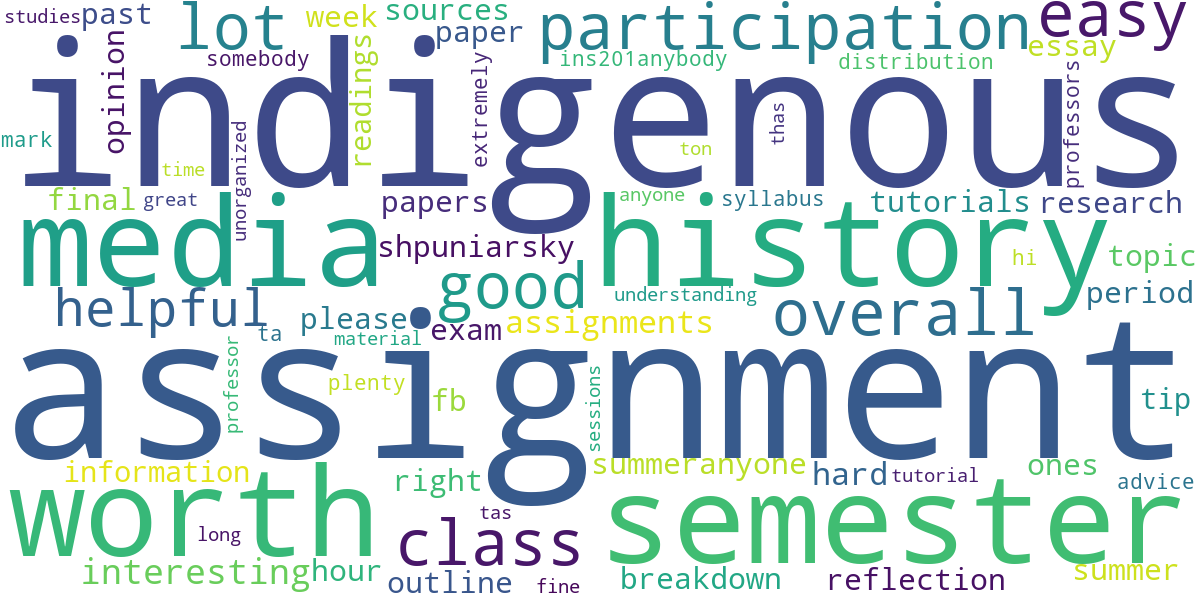 studies past lot week sources participation easy
somebody paper ins201anybody distribution essay
opinion indigenous readings extremely thas professors
mark time ton
unorganized
final great papers anyone syllabus tutorials research
media shpuniarsky history hi topic
helpful good understanding overall period
ta please exam assignments
material
assignment professor plenty fb sessions tip
information right summeranyone hard tutorial ones advice
worth long tas class semester
interesting hour outline fine breakdown reflection summer